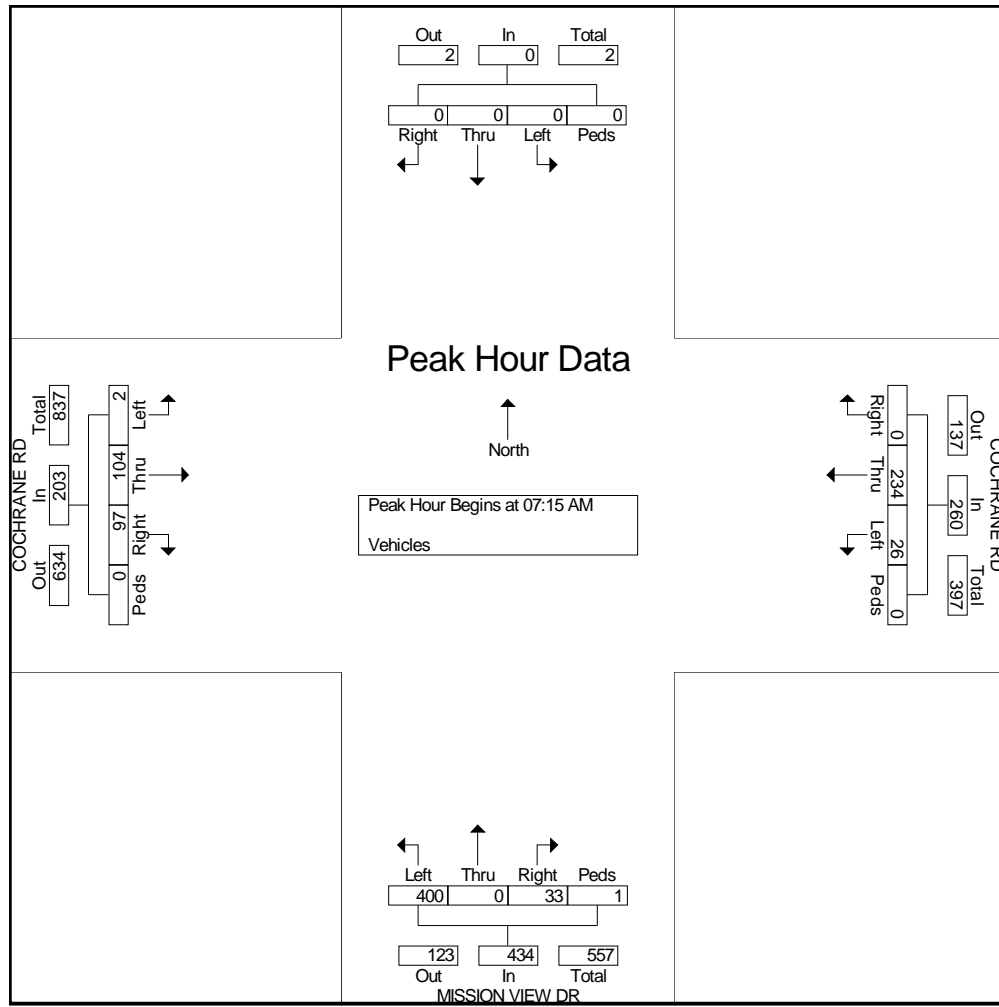 Out In Total
2 0 2
0 0 0 0
Right Thru Left Peds
Peak Hour Data
North
Peak Hour Begins at 07:15 AM
Vehicles
COCHRANE RD
Out In Total
634 203 837
0 97 104 2
Peds Right Thru Left
COCHRANE RD
Out In Total
137 260 397
0 234 26 0
Right Thru Left Peds
Left Thru Right Peds
400 0 33 1
123 434 557
Out In Total
MISSION VIEW DR